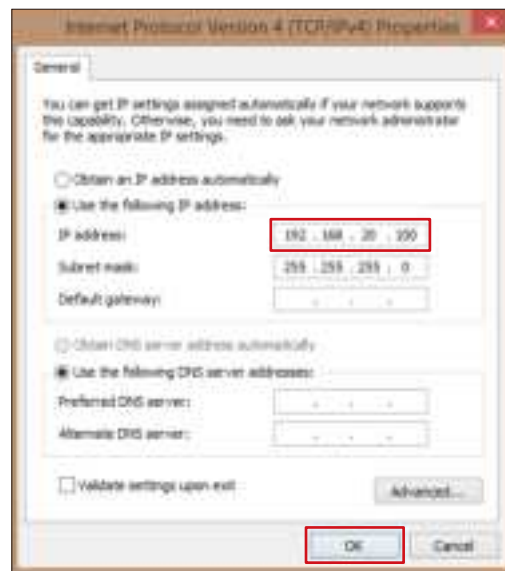 Internet Protocol Version 4 (TCP/IPv4) Properties
General
You can get IP settings assigned automatically if your network supports
this capability. Otherwise, you need to ask your network administrator
for the appropriate IP settings.
Obtain an IP address automatically
Use the following IP address:
IP address: 192 . 168 . 20 . 100
Subnet mask: 255 . 255 . 255 . 0
Default gateway: . . .
Obtain DNS server address automatically
Use the following DNS server addresses:
Preferred DNS server: . . .
Alternate DNS server: . . .
Validate settings upon exit
Advanced...
OK Cancel